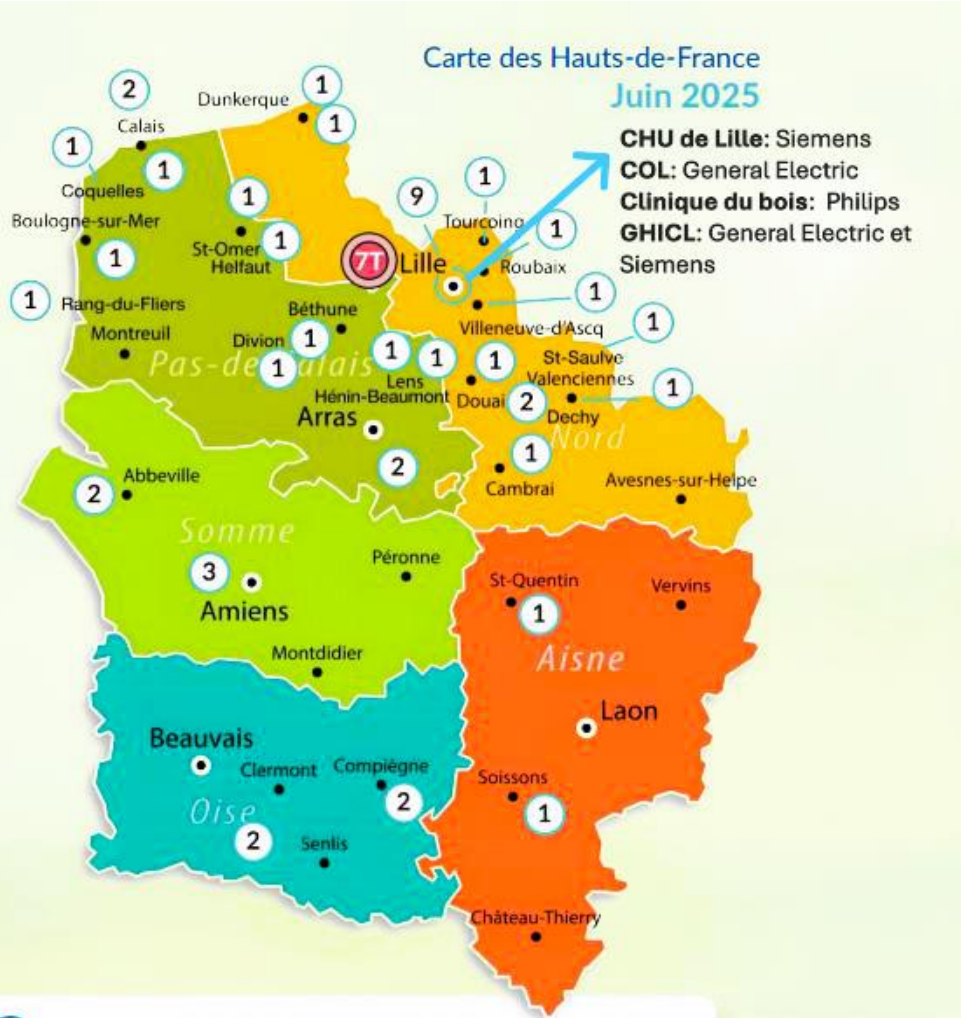 Carte des Hauts-de-France
Juin 2025
CHU de Lille: Siemens
COL: General Electric
Clinique du bois: Philips
GHICL: General Electric et
Siemens
2
Calais
1
Dunkerque
1
1
1
Coquelles
Boulogne-sur-Mer
1
1
St-Omer
Helfaut
1
7T
Lille
9
1
Tourcoing
1
Roubaix
1
Villeneuve-d'Ascq
1
Rang-du-Fliers
Montreuil
Pas-de-Calais
Béthune
Divion
1
1
1
1
Lens
Hénin-Beaumont
Arras
2
1
Douai
2
1
St-Saulve
Valenciennes
1
Dechy
Nord
1
Cambrai
Avesnes-sur-Helpe
2
Abbeville
Somme
3
Amiens
Péronne
Montdidier
St-Quentin
1
Vervins
Aisne
Laon
Soissons
1
Château-Thierry
Beauvais
Clermont
Compiègne
2
Oise
2
Senlis